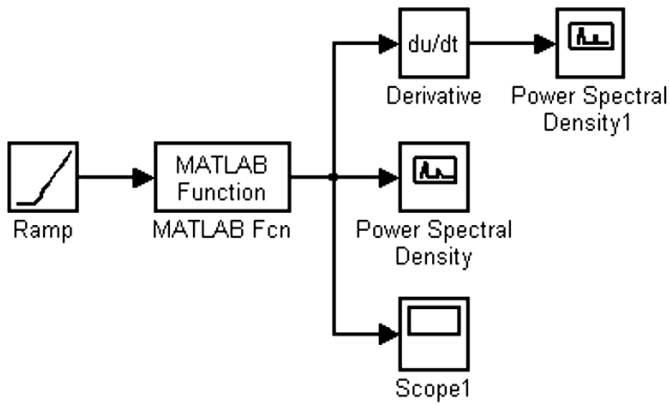 du/dt
Derivative
Power Spectral
Density1
MATLAB
Function
Ramp
MATLAB Fcn
Power Spectral
Density
Scope1